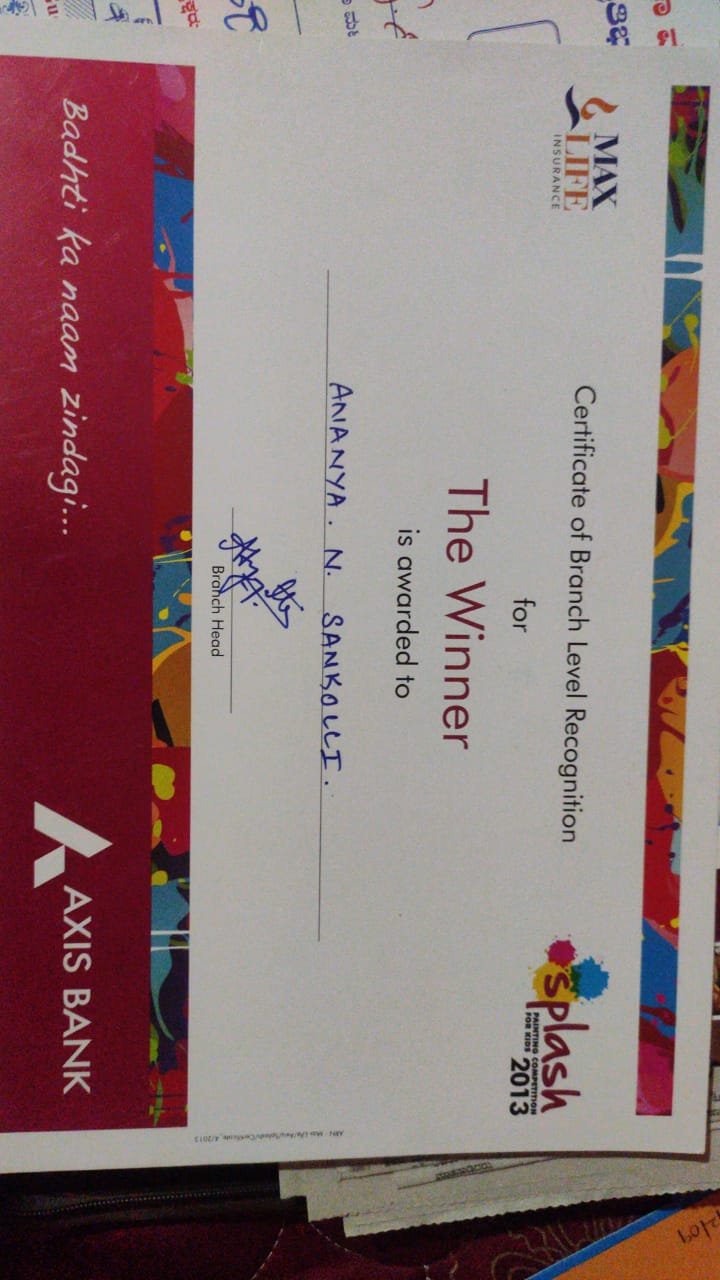 MAX
LIFE
INSURANCE
Certificate of Branch Level Recognition
splash
PAINTING COMPETITION
FOR KIDS 2013
for
The Winner
is awarded to
ANANYA. N. SANKOLLI.
Branch Head
Badhti ka naam zindagi...
AXIS BANK